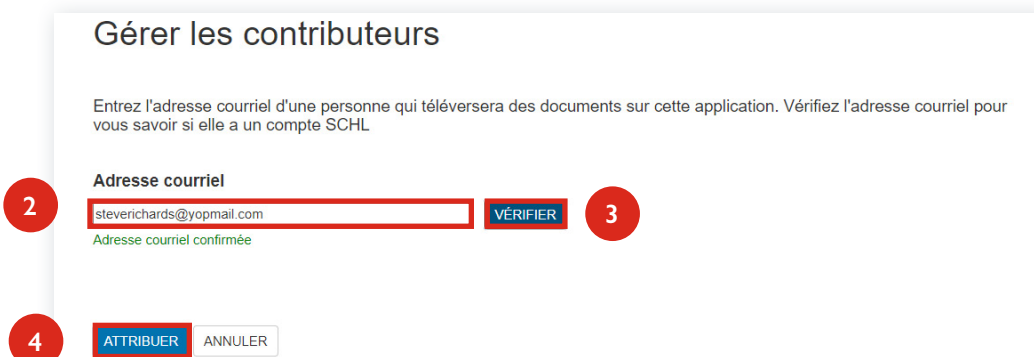 Gérer les contributeurs
Entrez l'adresse courriel d'une personne qui téléversera des documents sur cette application. Vérifiez l'adresse courriel pour
vous savoir si elle a un compte SCHL
Adresse courriel
2
steverichards@yopmail.com
VÉRIFIER
3
Adresse courriel confirmée
4
ATTRIBUER
ANNULER